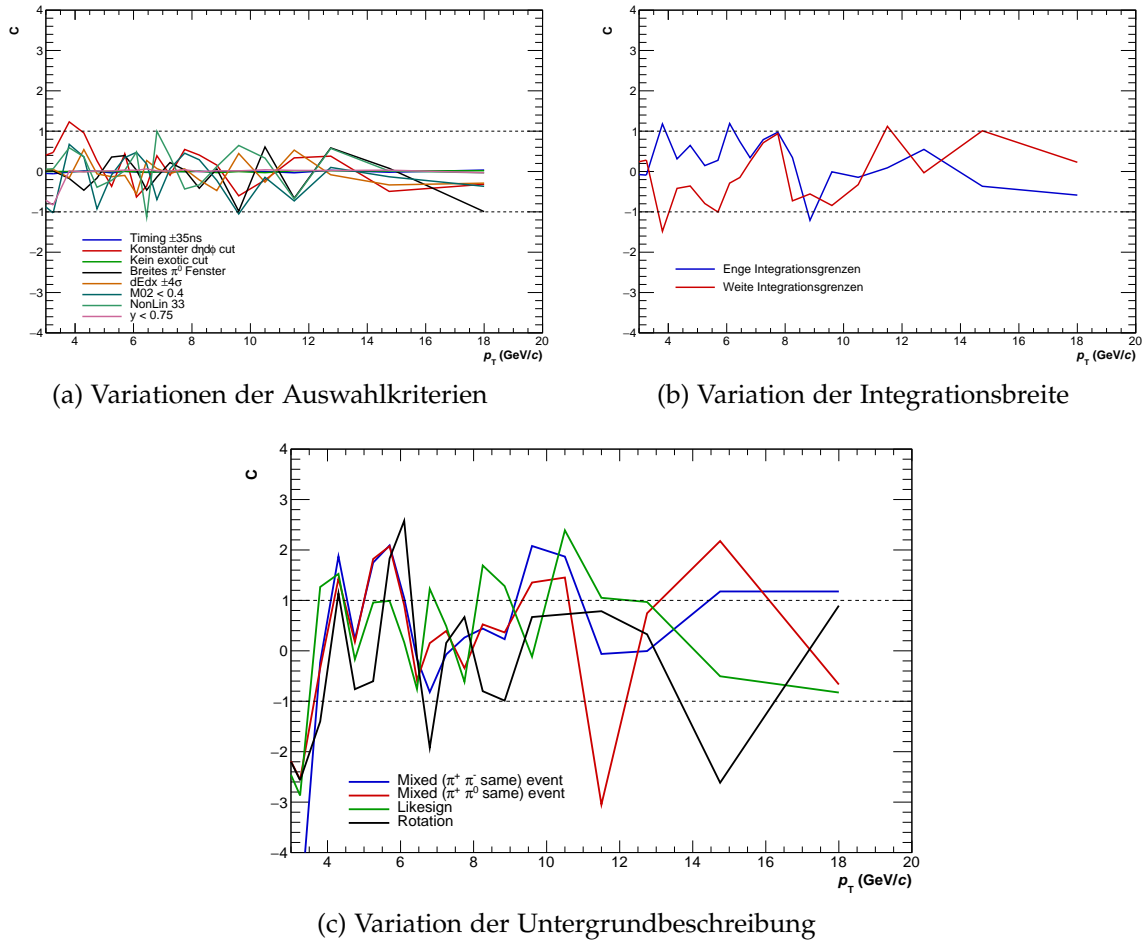 C
4
3
2
1
0
−1
−2
−3
−4
Timing ±35ns
Konstanter dηdϕ cut
Kein exotic cut
Breites π⁰ Fenster
dEdx ±4σ
M02 < 0.4
NonLin 33
y < 0.75
4 6 8 10 12 14 16 18 20
p_T (GeV/c)
(a) Variationen der Auswahlkriterien
C
4
3
2
1
0
−1
−2
−3
−4
Enge Integrationsgrenzen
Weite Integrationsgrenzen
4 6 8 10 12 14 16 18 20
p_T (GeV/c)
(b) Variation der Integrationsbreite
C
4
3
2
1
0
−1
−2
−3
−4
Mixed (π⁺ π⁻ same) event
Mixed (π⁺ π⁰ same) event
Likesign
Rotation
4 6 8 10 12 14 16 18 20
p_T (GeV/c)
(c) Variation der Untergrundbeschreibung